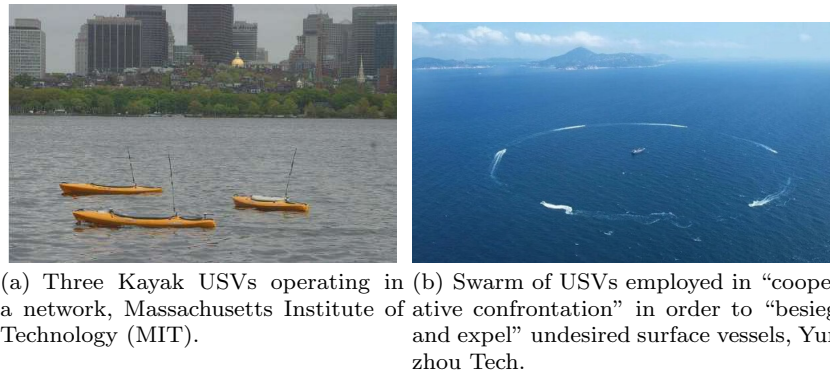 (a) Three Kayak USVs operating in
a network, Massachusetts Institute of
Technology (MIT).
(b) Swarm of USVs employed in “cooper
ative confrontation” in order to “besieg
and expel” undesired surface vessels, Yun
zhou Tech.